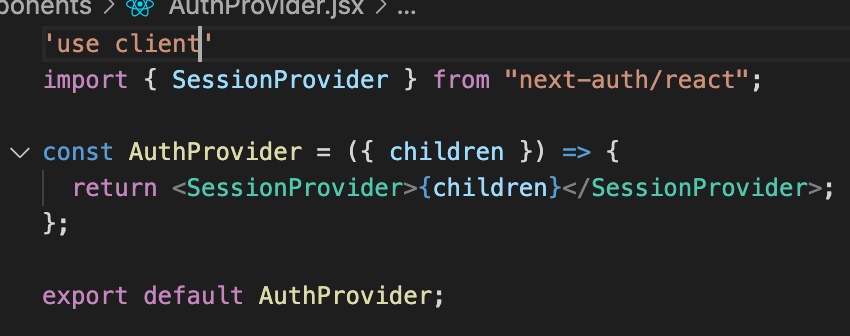 ponents > AuthProvider.jsx > ...
'use client'
import { SessionProvider } from "next-auth/react";
const AuthProvider = ({ children }) => {
return <SessionProvider>{children}</SessionProvider>;
};
export default AuthProvider;